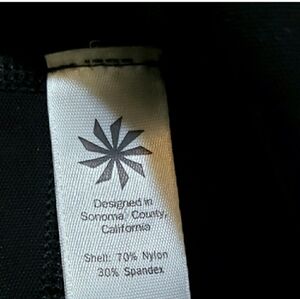 Designed in
Sonoma County,
California
Shell: 70% Nylon
30% Spandex